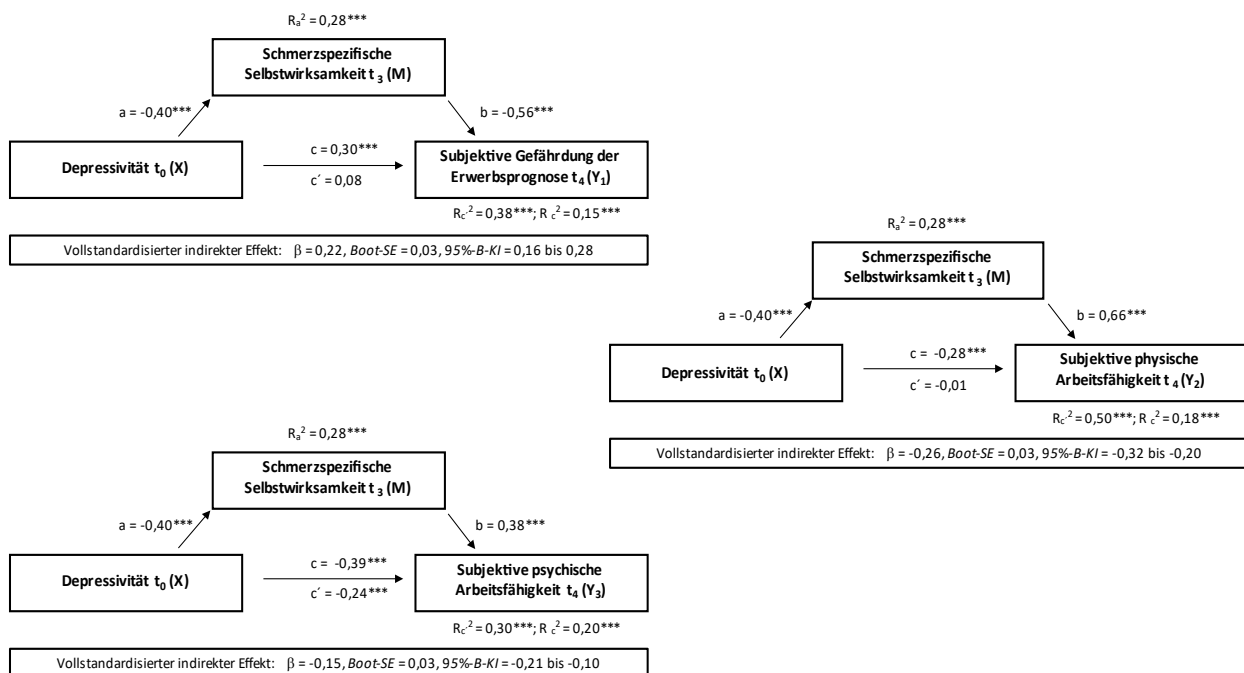 Rₐ² = 0,28***
Schmerzspezifische
Selbstwirksamkeit t₃ (M)
a = -0,40***
b = -0,56***
Depressivität t₀ (X)
c = 0,30***
c´ = 0,08
Subjektive Gefährdung der
Erwerbsprognose t₄ (Y₁)
R_c'² = 0,38***; R_c² = 0,15***
Vollstandardisierter indirekter Effekt: β = 0,22, Boot-SE = 0,03, 95%-B-KI = 0,16 bis 0,28
Rₐ² = 0,28***
Schmerzspezifische
Selbstwirksamkeit t₃ (M)
a = -0,40***
b = 0,66***
Depressivität t₀ (X)
c = -0,28***
c´ = -0,01
Subjektive physische
Arbeitsfähigkeit t₄ (Y₂)
R_c'² = 0,50***; R_c² = 0,18***
Vollstandardisierter indirekter Effekt: β = -0,26, Boot-SE = 0,03, 95%-B-KI = -0,32 bis -0,20
Rₐ² = 0,28***
Schmerzspezifische
Selbstwirksamkeit t₃ (M)
a = -0,40***
b = 0,38***
Depressivität t₀ (X)
c = -0,39***
c´ = -0,24***
Subjektive psychische
Arbeitsfähigkeit t₄ (Y₃)
R_c'² = 0,30***; R_c² = 0,20***
Vollstandardisierter indirekter Effekt: β = -0,15, Boot-SE = 0,03, 95%-B-KI = -0,21 bis -0,10